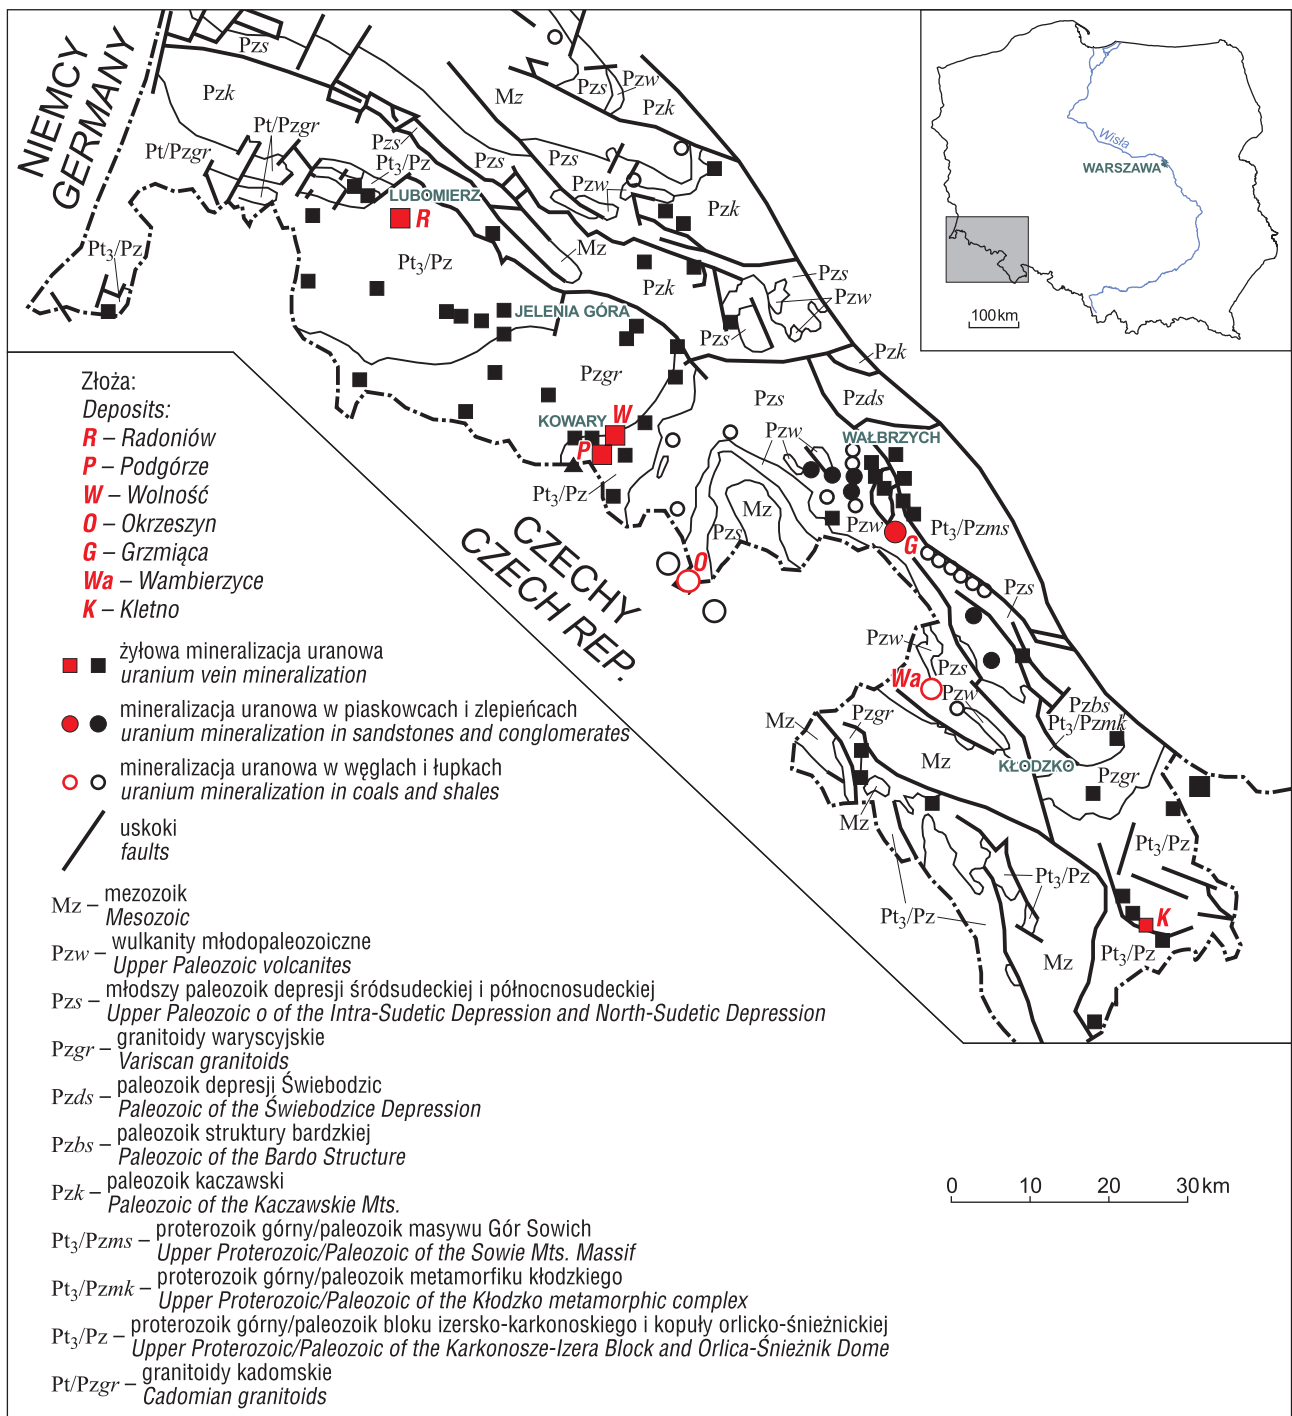 NIEMCY
GERMANY
Pzs
Pzk
Pt/Pzgr
Pt/Pzgr
Pzs
Pt₃/Pz
LUBOMIERZ
R
Pt₃/Pz
Pt₃/Pz
Mz
Pzs
Pzw
Pzk
Pzs
Pzs
Pzw
Pzk
Mz
Pzk
Pzs
Pzw
Pzs
JELENIA GÓRA
Pzgr
Pzk
Pzs
Pzds
KOWARY
W
P
Pzw
WAŁBRZYCH
Pt₃/Pz
Mz
Pzs
Pzw
G
Pt₃/Pzms
O
CZECHY
CZECH REP.
Pzs
Pzw
Pzs
Wa
Pzw
Pzbs
Pt₃/Pzmk
Mz
Pzgr
Mz
KŁODZKO
Pzgr
Mz
Pt₃/Pz
Pt₃/Pz
Pt₃/Pz
K
Mz
Pt₃/Pz
Wisła
WARSZAWA
100 km
Złoża:
Deposits:
R – Radoniów
P – Podgórze
W – Wolność
O – Okrzeszyn
G – Grzmiąca
Wa – Wambierzyce
K – Kletno
żyłowa mineralizacja uranowa
uranium vein mineralization
mineralizacja uranowa w piaskowcach i zlepieńcach
uranium mineralization in sandstones and conglomerates
mineralizacja uranowa w węglach i łupkach
uranium mineralization in coals and shales
uskoki
faults
Mz – mezozoik
Mesozoic
Pzw – wulkanity młodopaleozoiczne
Upper Paleozoic volcanites
Pzs – młodszy paleozoik depresji śródsudeckiej i północnosudeckiej
Upper Paleozoic o of the Intra-Sudetic Depression and North-Sudetic Depression
Pzgr – granitoidy waryscyjskie
Variscan granitoids
Pzds – paleozoik depresji Świebodzic
Paleozoic of the Świebodzice Depression
Pzbs – paleozoik struktury bardzkiej
Paleozoic of the Bardo Structure
Pzk – paleozoik kaczawski
Paleozoic of the Kaczawskie Mts.
Pt₃/Pzms – proterozoik górny/paleozoik masywu Gór Sowich
Upper Proterozoic/Paleozoic of the Sowie Mts. Massif
Pt₃/Pzmk – proterozoik górny/paleozoik metamorfiku kłodzkiego
Upper Proterozoic/Paleozoic of the Kłodzko metamorphic complex
Pt₃/Pz – proterozoik górny/paleozoik bloku izersko-karkonoskiego i kopuły orlicko-śnieżnickiej
Upper Proterozoic/Paleozoic of the Karkonosze-Izera Block and Orlica-Śnieżnik Dome
Pt/Pzgr – granitoidy kadomskie
Cadomian granitoids
0 10 20 30 km